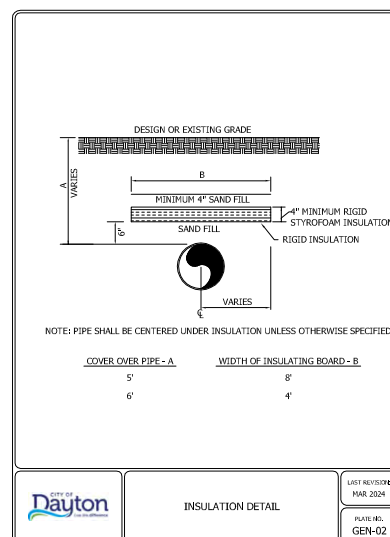 DESIGN OR EXISTING GRADE
B
A
VARIES
MINIMUM 4" SAND FILL
4" MINIMUM RIGID
STYROFOAM INSULATION
6"
SAND FILL
RIGID INSULATION
VARIES
NOTE: PIPE SHALL BE CENTERED UNDER INSULATION UNLESS OTHERWISE SPECIFIED
COVER OVER PIPE - A WIDTH OF INSULATING BOARD - B
5' 8'
6' 4'
CITY OF
Dayton
INSULATION DETAIL
LAST REVISION:
MAR 2024
PLATE NO.
GEN-02